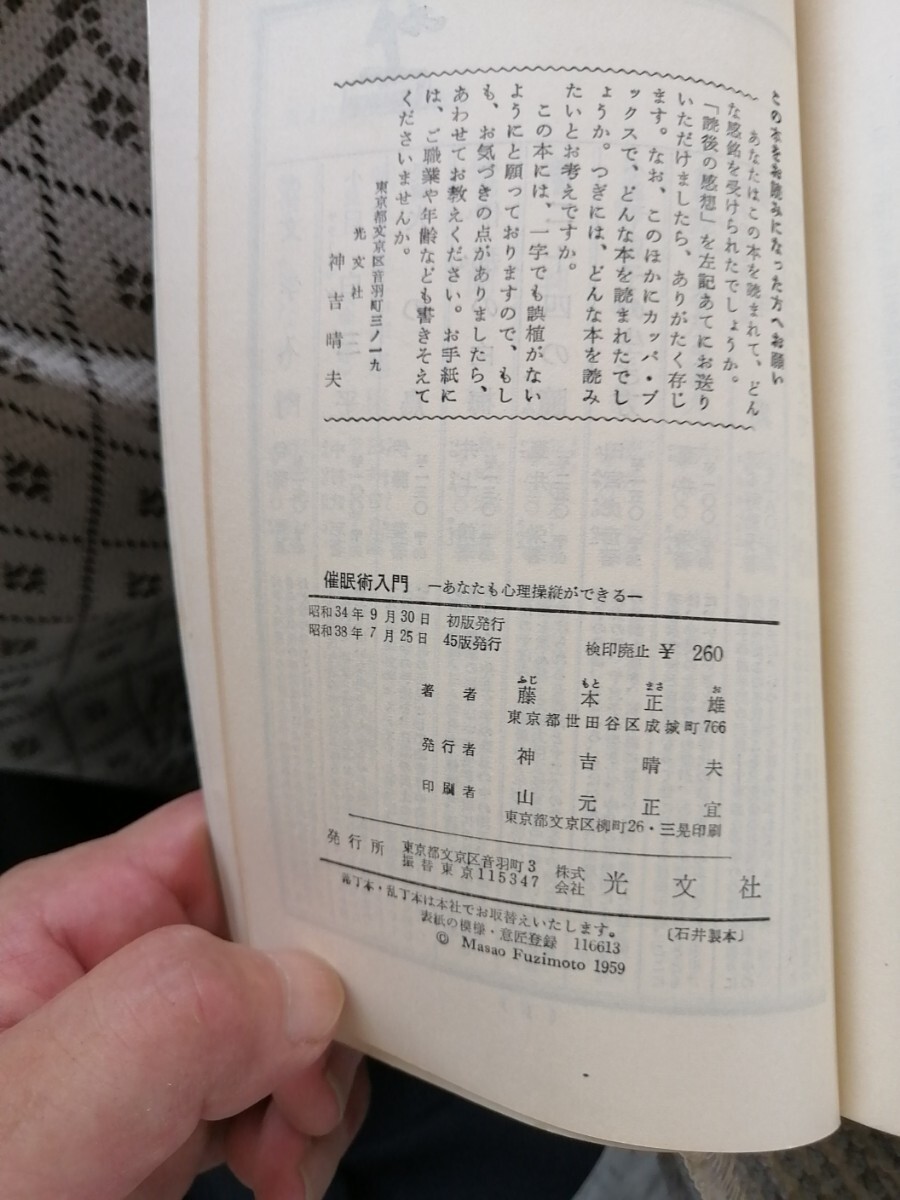 この本をお読みになった方へお願い
あなたはこの本を読まれて、どん
な感銘を受けられたでしょうか。
「読後の感想」を左記あてにお送り
いただけましたら、ありがたく存じ
ます。なお、このほかにカッパ・ブ
ックスで、どんな本を読まれたでし
ょうか。つぎには、どんな本を読み
たいとお考えですか。
この本には、一字でも誤植がない
ようにと願っておりますので、もし
も、お気づきの点がありましたら、
あわせてお教えください。お手紙に
は、ご職業や年齢なども書きそえて
くださいませんか。
東京都文京区音羽町三ノ一九
光文社
神吉晴夫
催眠術入門 ―あなたも心理操縦ができる―
昭和34年9月30日 初版発行
昭和38年7月25日 45版発行
検印廃止 ¥ 260
ふじ もと まさ お
著者 藤本正雄
東京都世田谷区成城町766
発行者 神吉晴夫
印刷者 山元正宜
東京都文京区柳町26・三晃印刷
発行所 東京都文京区音羽町3 株式会社 光文社
振替東京115347
落丁本・乱丁本は本社でお取替えいたします。 〔石井製本〕
表紙の模様・意匠登録 116613
© Masao Fuzimoto 1959